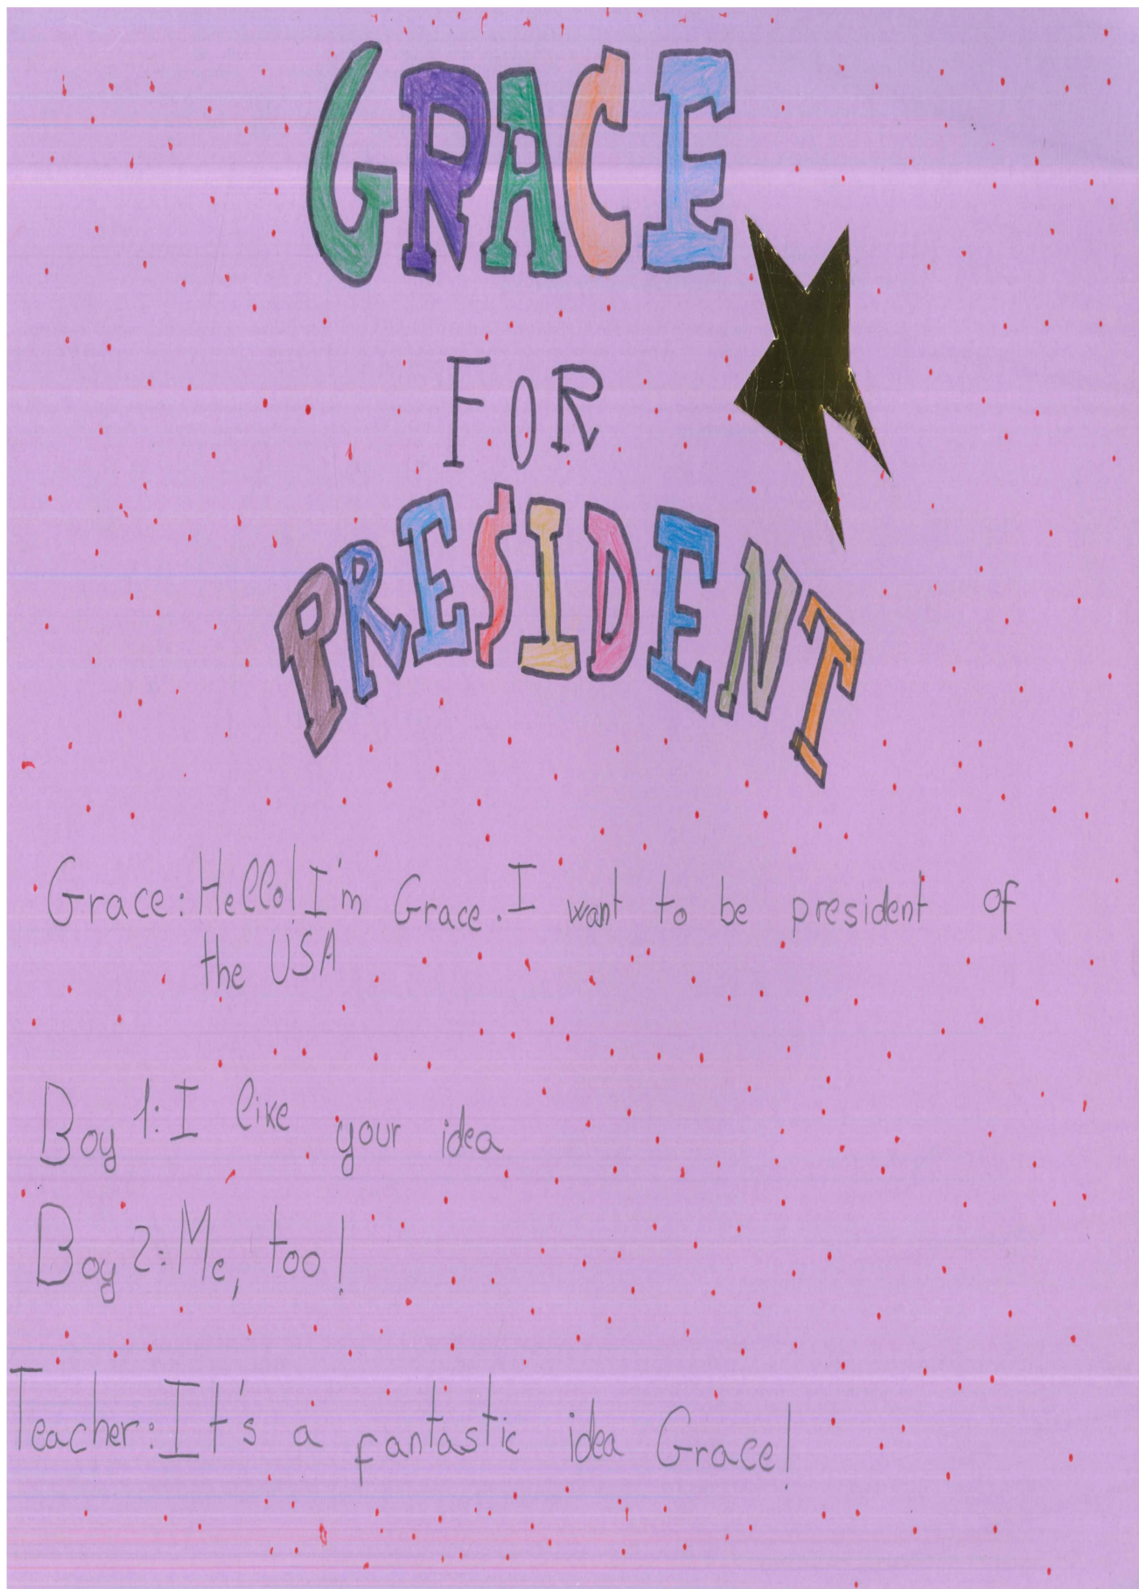 GRACE
FOR
PRESIDENT
Grace: Hello! I'm Grace. I want to be president of
the USA
Boy 1: I like your idea
Boy 2: Me, too!
Teacher: It's a fantastic idea Grace!